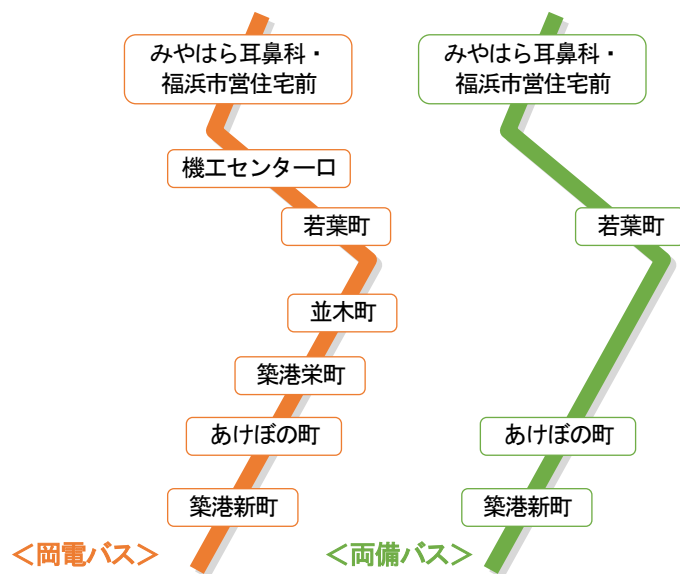 みやはら耳鼻科・
福浜市営住宅前
機工センター口
若葉町
並木町
築港栄町
あけぼの町
築港新町
＜岡電バス＞
みやはら耳鼻科・
福浜市営住宅前
若葉町
あけぼの町
築港新町
＜両備バス＞